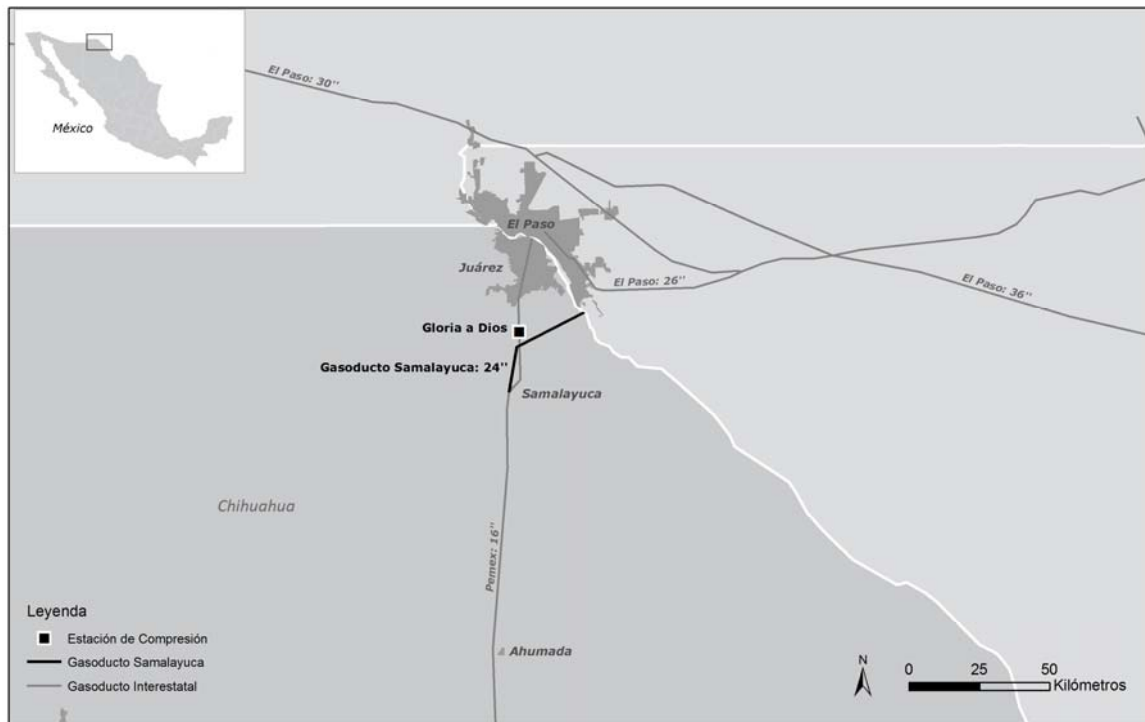 México
El Paso: 30''
El Paso
Juárez
El Paso: 26''
El Paso: 36''
Gloria a Dios
Gasoducto Samalayuca: 24''
Samalayuca
Chihuahua
Pemex: 16''
Ahumada
Leyenda
Estación de Compresión
Gasoducto Samalayuca
Gasoducto Interestatal
N
0 25 50
Kilómetros